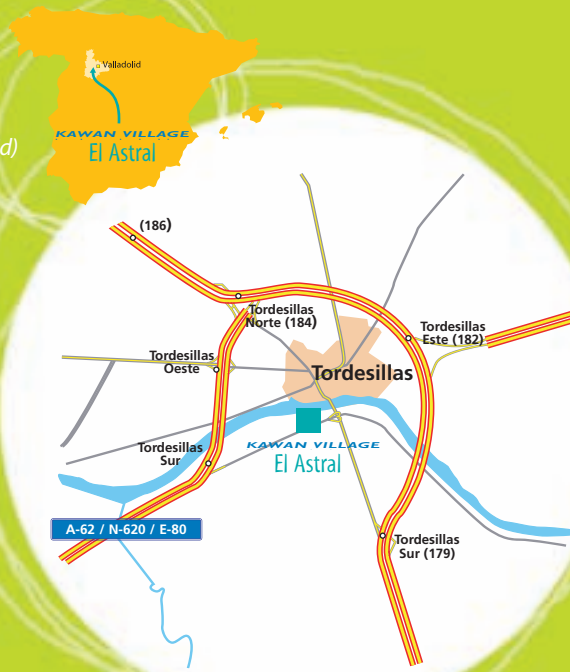 Valladolid
KAWAN VILLAGE
El Astral
d)
(186)
Tordesillas
Norte (184)
Tordesillas
Este (182)
Tordesillas
Oeste
Tordesillas
KAWAN VILLAGE
El Astral
Tordesillas
Sur
A-62 / N-620 / E-80
Tordesillas
Sur (179)